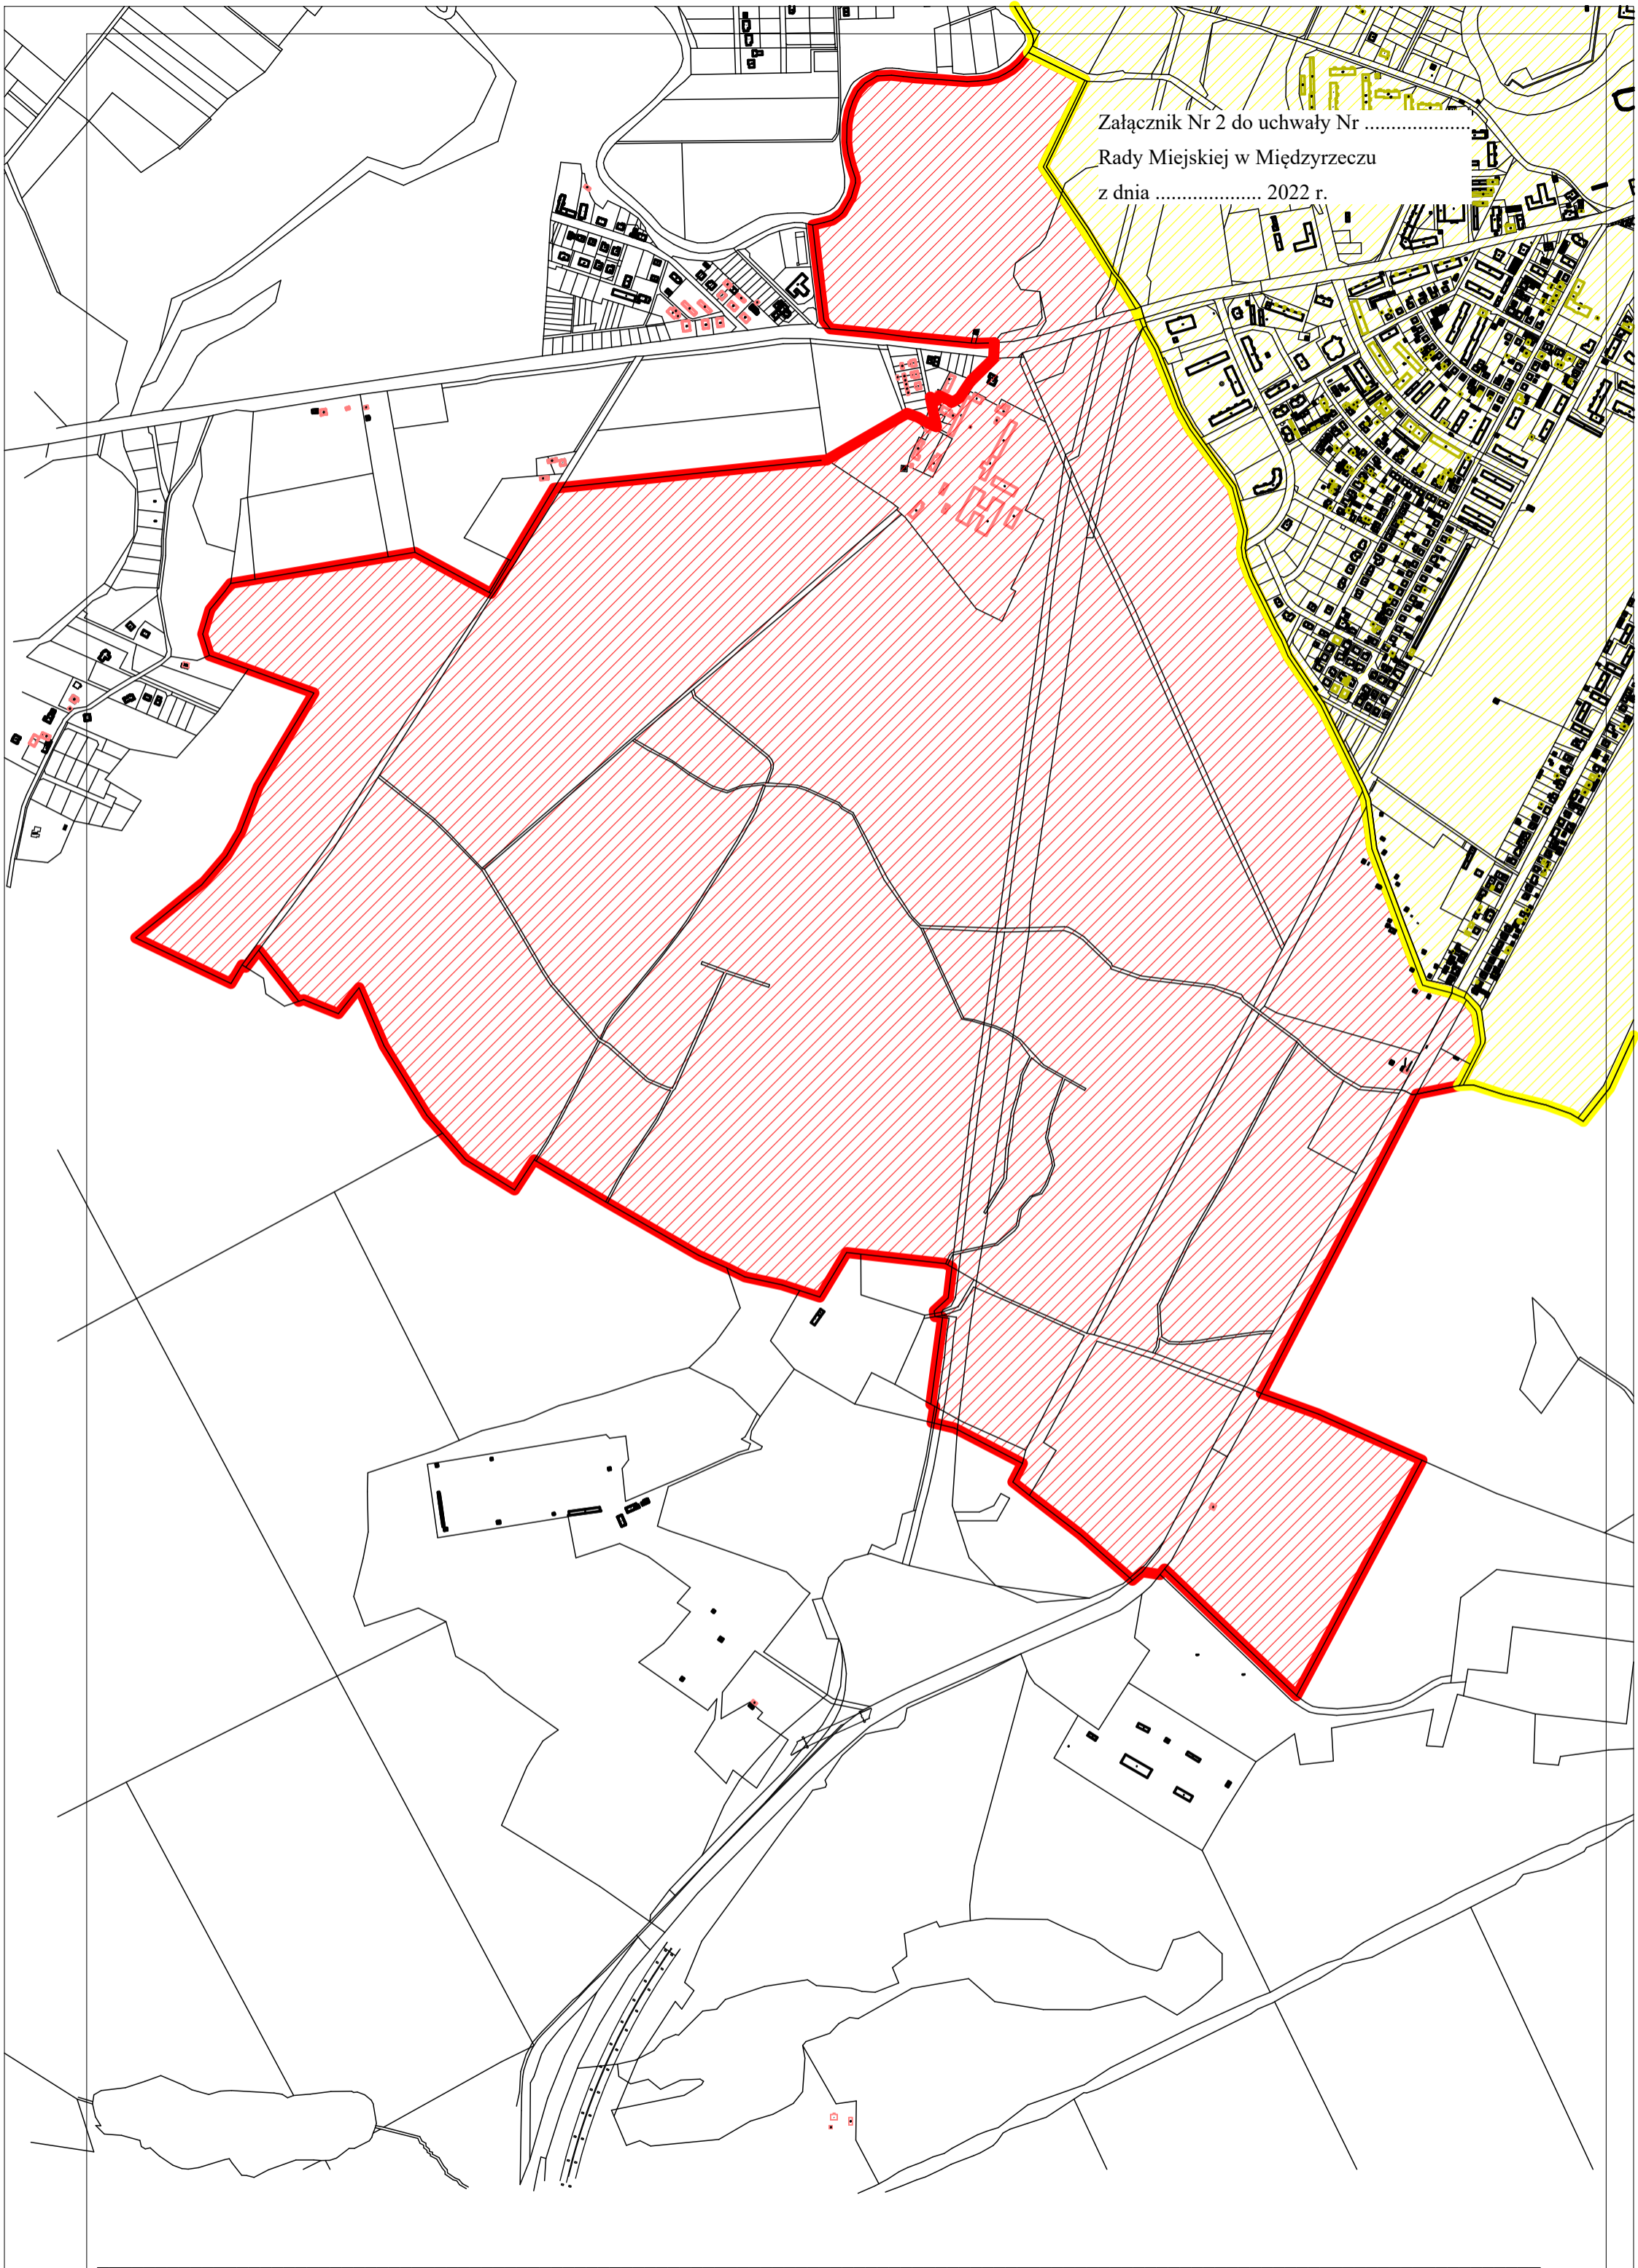 Załącznik Nr 2 do uchwały Nr ....................
Rady Miejskiej w Międzyrzeczu
z dnia .................... 2022 r.